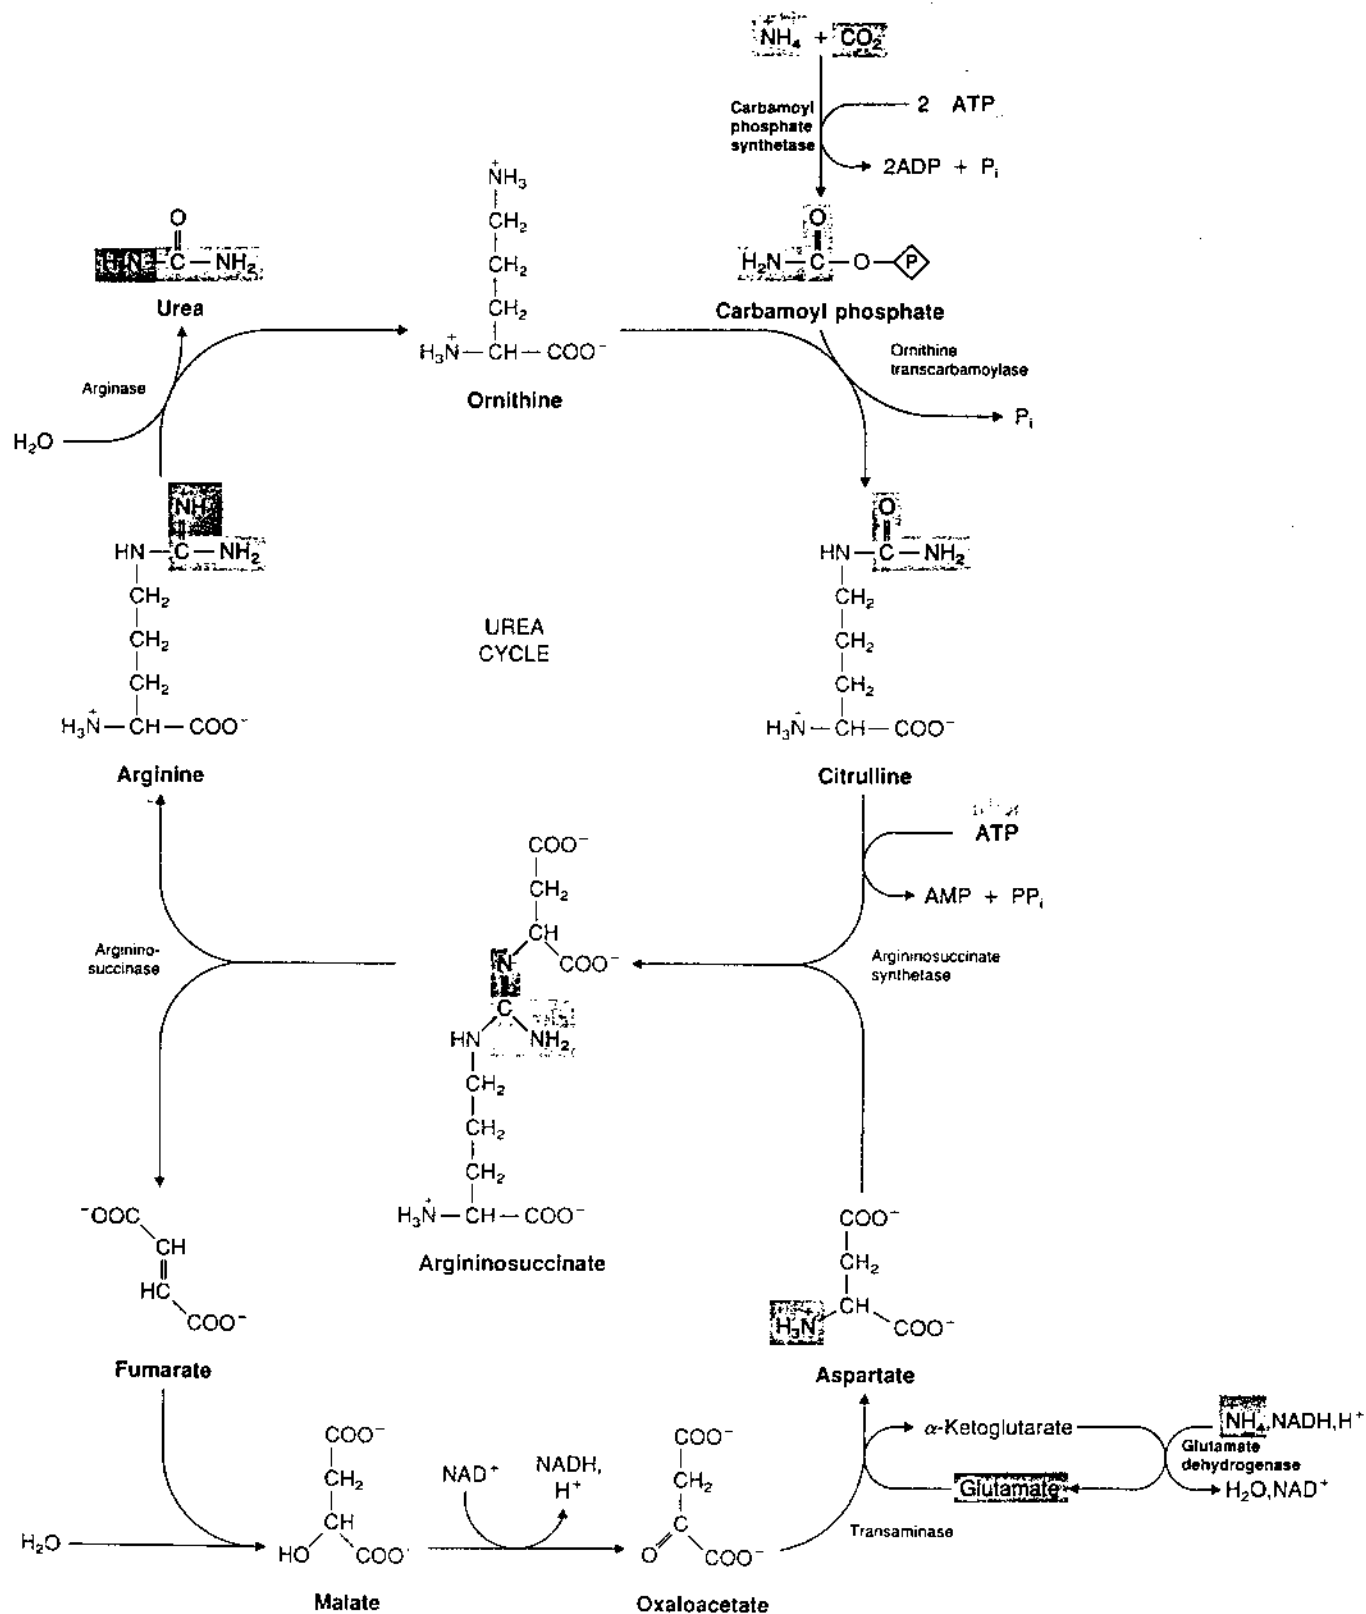 NH₄⁺ + CO₂
Carbamoyl
phosphate
synthetase
2 ATP
2ADP + Pᵢ
NH₃⁺
CH₂
CH₂
CH₂
H₃N⁺—CH—COO⁻
Ornithine
O
H₂N—C—O—P
Carbamoyl phosphate
O
HN—C—NH₂
Urea
Arginase
H₂O
Ornithine
transcarbamoylase
Pᵢ
NH⁺
HN—C—NH₂
CH₂
CH₂
CH₂
H₃N⁺—CH—COO⁻
Arginine
UREA
CYCLE
O
HN—C—NH₂
CH₂
CH₂
CH₂
H₃N⁺—CH—COO⁻
Citrulline
ATP
AMP + PPᵢ
Argininosuccinate
synthetase
Arginino-
succinase
COO⁻
CH₂
CH
N COO⁻
C
HN NH₂
CH₂
CH₂
CH₂
H₃N⁺—CH—COO⁻
Argininosuccinate
⁻OOC
CH
HC
COO⁻
Fumarate
COO⁻
CH₂
CH
H₃N⁺ COO⁻
Aspartate
α-Ketoglutarate
NH₄⁺,NADH,H⁺
Glutamate
dehydrogenase
Glutamate
H₂O,NAD⁺
Transaminase
H₂O
COO⁻
CH₂
CH
HO COO⁻
Malate
NAD⁺
NADH,
H⁺
COO⁻
CH₂
C
O COO⁻
Oxaloacetate